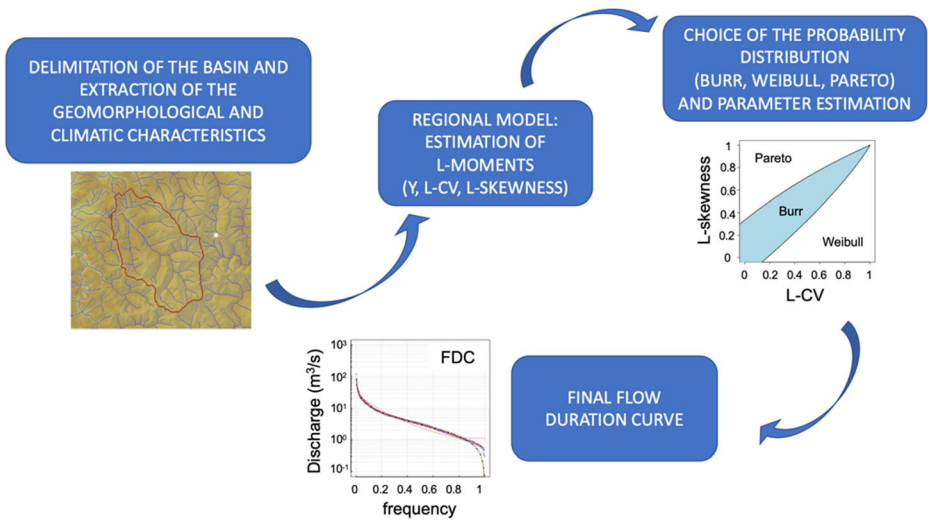 DELIMITATION OF THE BASIN AND
EXTRACTION OF THE
GEOMORPHOLOGICAL AND
CLIMATIC CHARACTERISTICS
REGIONAL MODEL:
ESTIMATION OF
L-MOMENTS
(Y, L-CV, L-SKEWNESS)
CHOICE OF THE PROBABILITY
DISTRIBUTION
(BURR, WEIBULL, PARETO)
AND PARAMETER ESTIMATION
L-skewness
1
0.8
0.6
0.4
0.2
0
Pareto
Burr
Weibull
0 0.2 0.4 0.6 0.8 1
L-CV
FINAL FLOW
DURATION CURVE
FDC
Discharge (m³/s)
10³
10²
10¹
10⁰
10⁻¹
0 0.2 0.4 0.6 0.8 1
frequency